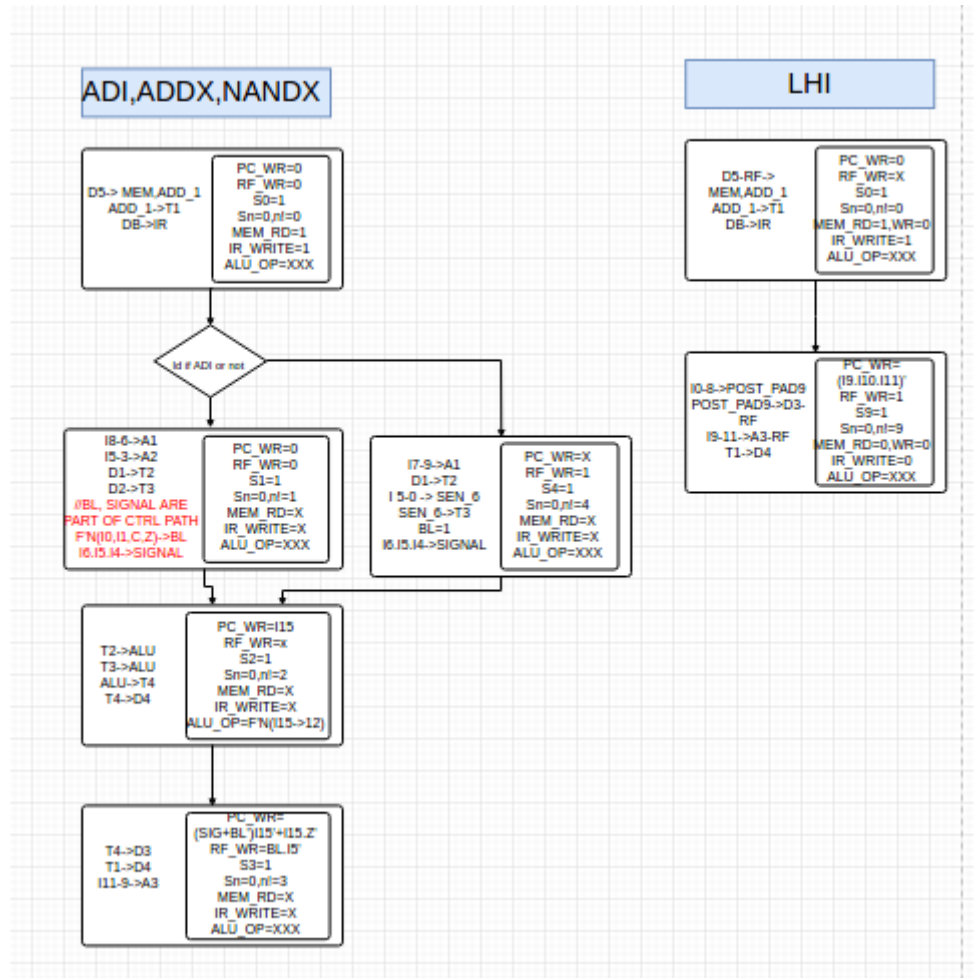 ADI,ADDX,NANDX
D5-> MEM,ADD_1
ADD_1->T1
DB->IR
PC_WR=0
RF_WR=0
S0=1
Sn=0,n!=0
MEM_RD=1
IR_WRITE=1
ALU_OP=XXX
Id if ADI or not
I8-6->A1
I5-3->A2
D1->T2
D2->T3
//BL, SIGNAL ARE
PART OF CTRL PATH
F'N(I0,I1,C,Z)->BL
I6.I5.I4->SIGNAL
PC_WR=0
RF_WR=0
S1=1
Sn=0,n!=1
MEM_RD=X
IR_WRITE=X
ALU_OP=XXX
I7-9->A1
D1->T2
I 5-0 -> SEN_6
SEN_6->T3
BL=1
I6.I5.I4->SIGNAL
PC_WR=X
RF_WR=1
S4=1
Sn=0,n!=4
MEM_RD=X
IR_WRITE=X
ALU_OP=XXX
T2->ALU
T3->ALU
ALU->T4
T4->D4
PC_WR=I15
RF_WR=x
S2=1
Sn=0,n!=2
MEM_RD=X
IR_WRITE=X
ALU_OP=F'N(I15->12)
T4->D3
T1->D4
I11-9->A3
PC_WR=
(SIG+BL')I15'+I15.Z'
RF_WR=BL.I5'
S3=1
Sn=0,n!=3
MEM_RD=X
IR_WRITE=X
ALU_OP=XXX
LHI
D5-RF->
MEM,ADD_1
ADD_1->T1
DB->IR
PC_WR=0
RF_WR=X
S0=1
Sn=0,n!=0
MEM_RD=1,WR=0
IR_WRITE=1
ALU_OP=XXX
I0-8->POST_PAD9
POST_PAD9->D3-
RF
I9-11->A3-RF
T1->D4
PC_WR=
(I9.I10.I11)'
RF_WR=1
S9=1
Sn=0,n!=9
MEM_RD=0,WR=0
IR_WRITE=0
ALU_OP=XXX